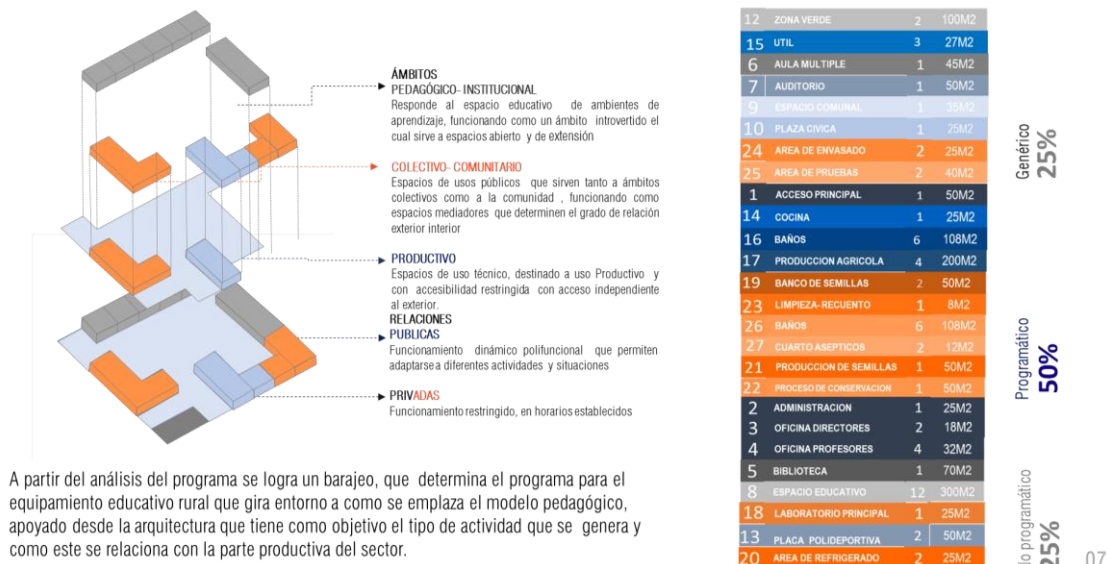 ÁMBITOS
PEDAGÓGICO- INSTITUCIONAL
Responde al espacio educativo de ambientes de
aprendizaje, funcionando como un ámbito introvertido el
cual sirve a espacios abierto y de extensión
COLECTIVO- COMUNITARIO
Espacios de usos públicos que sirven tanto a ámbitos
colectivos como a la comunidad , funcionando como
espacios mediadores que determinen el grado de relación
exterior interior
PRODUCTIVO
Espacios de uso técnico, destinado a uso Productivo y
con accesibilidad restringida con acceso independiente
al exterior.
RELACIONES
PUBLICAS
Funcionamiento dinámico polifuncional que permiten
adaptarse a diferentes actividades y situaciones
PRIVADAS
Funcionamiento restringido, en horarios establecidos
A partir del análisis del programa se logra un barajeo, que determina el programa para el
equipamiento educativo rural que gira entorno a como se emplaza el modelo pedagógico,
apoyado desde la arquitectura que tiene como objetivo el tipo de actividad que se genera y
como este se relaciona con la parte productiva del sector.
12 ZONA VERDE 2 100M2
15 UTIL 3 27M2
6 AULA MULTIPLE 1 45M2
7 AUDITORIO 1 50M2
9 ESPACIO COMUNAL 1 35M2
10 PLAZA CIVICA 1 25M2
24 AREA DE ENVASADO 2 25M2
25 AREA DE PRUEBAS 2 40M2
1 ACCESO PRINCIPAL 1 50M2
14 COCINA 1 25M2
16 BAÑOS 6 108M2
17 PRODUCCION AGRICOLA 4 200M2
19 BANCO DE SEMILLAS 2 50M2
23 LIMPIEZA- RECUENTO 1 8M2
26 BAÑOS 6 108M2
27 CUARTO ASEPTICOS 2 12M2
21 PRODUCCION DE SEMILLAS 1 50M2
22 PROCESO DE CONSERVACION 1 50M2
2 ADMINISTRACION 1 25M2
3 OFICINA DIRECTORES 2 18M2
4 OFICINA PROFESORES 4 32M2
5 BIBLIOTECA 1 70M2
8 ESPACIO EDUCATIVO 12 300M2
18 LABORATORIO PRINCIPAL 1 25M2
13 PLACA POLIDEPORTIVA 2 50M2
20 AREA DE REFRIGERADO 2 25M2
Genérico
25%
Programático
50%
programático
25%
07